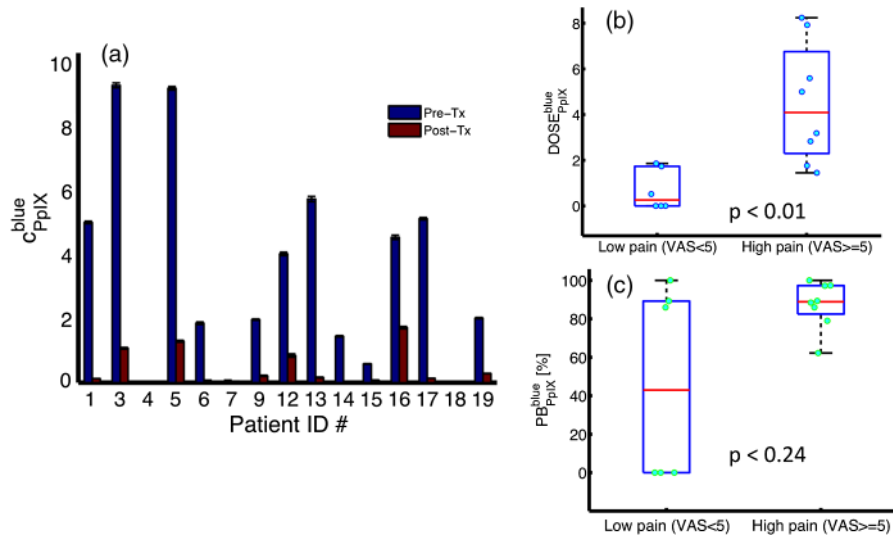 (a)
10
8
6
4
2
0
c^blue_PpIX
Pre-Tx
Post-Tx
1 3 4 5 6 7 9 12 13 14 15 16 17 18 19
Patient ID #
(b)
8
6
4
2
0
DOSE^blue_PpIX
p < 0.01
Low pain (VAS<5) High pain (VAS>=5)
(c)
100
80
60
40
20
0
PB^blue_PpIX [%]
p < 0.24
Low pain (VAS<5) High pain (VAS>=5)